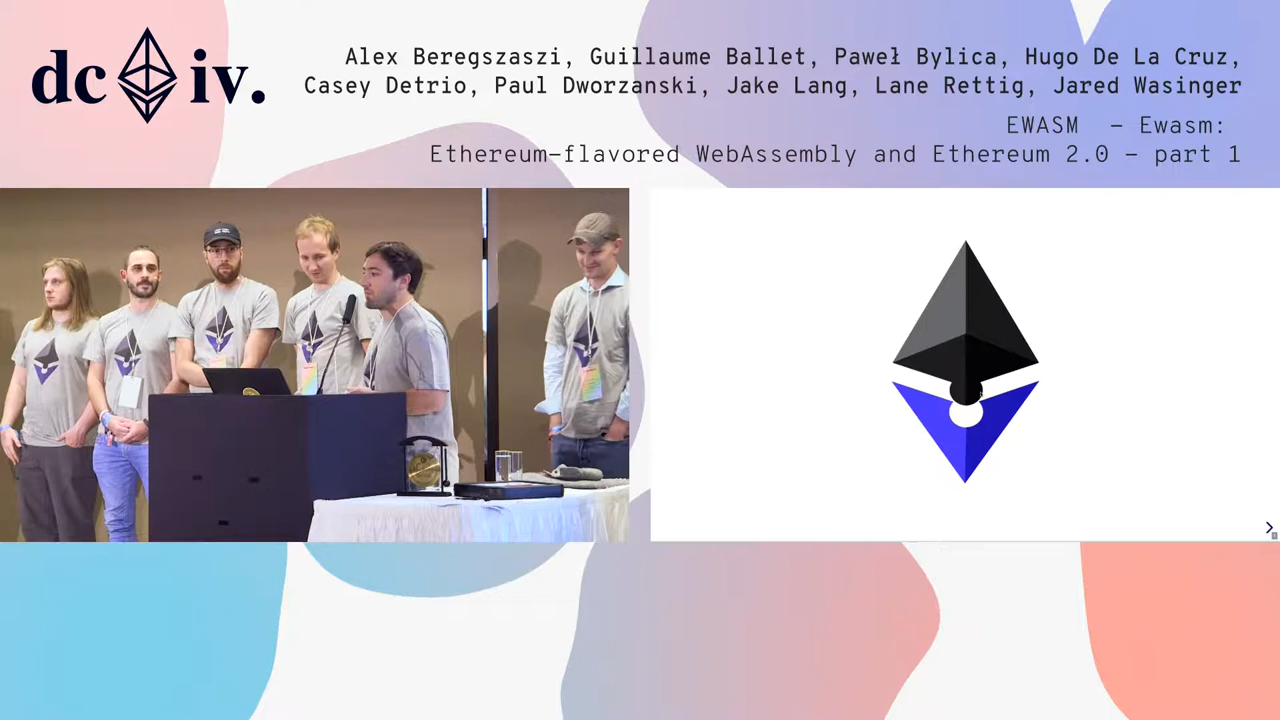 dc iv.
Alex Beregszaszi, Guillaume Ballet, Paweł Bylica, Hugo De La Cruz,
Casey Detrio, Paul Dworzanski, Jake Lang, Lane Rettig, Jared Wasinger
EWASM – Ewasm:
Ethereum-flavored WebAssembly and Ethereum 2.0 – part 1